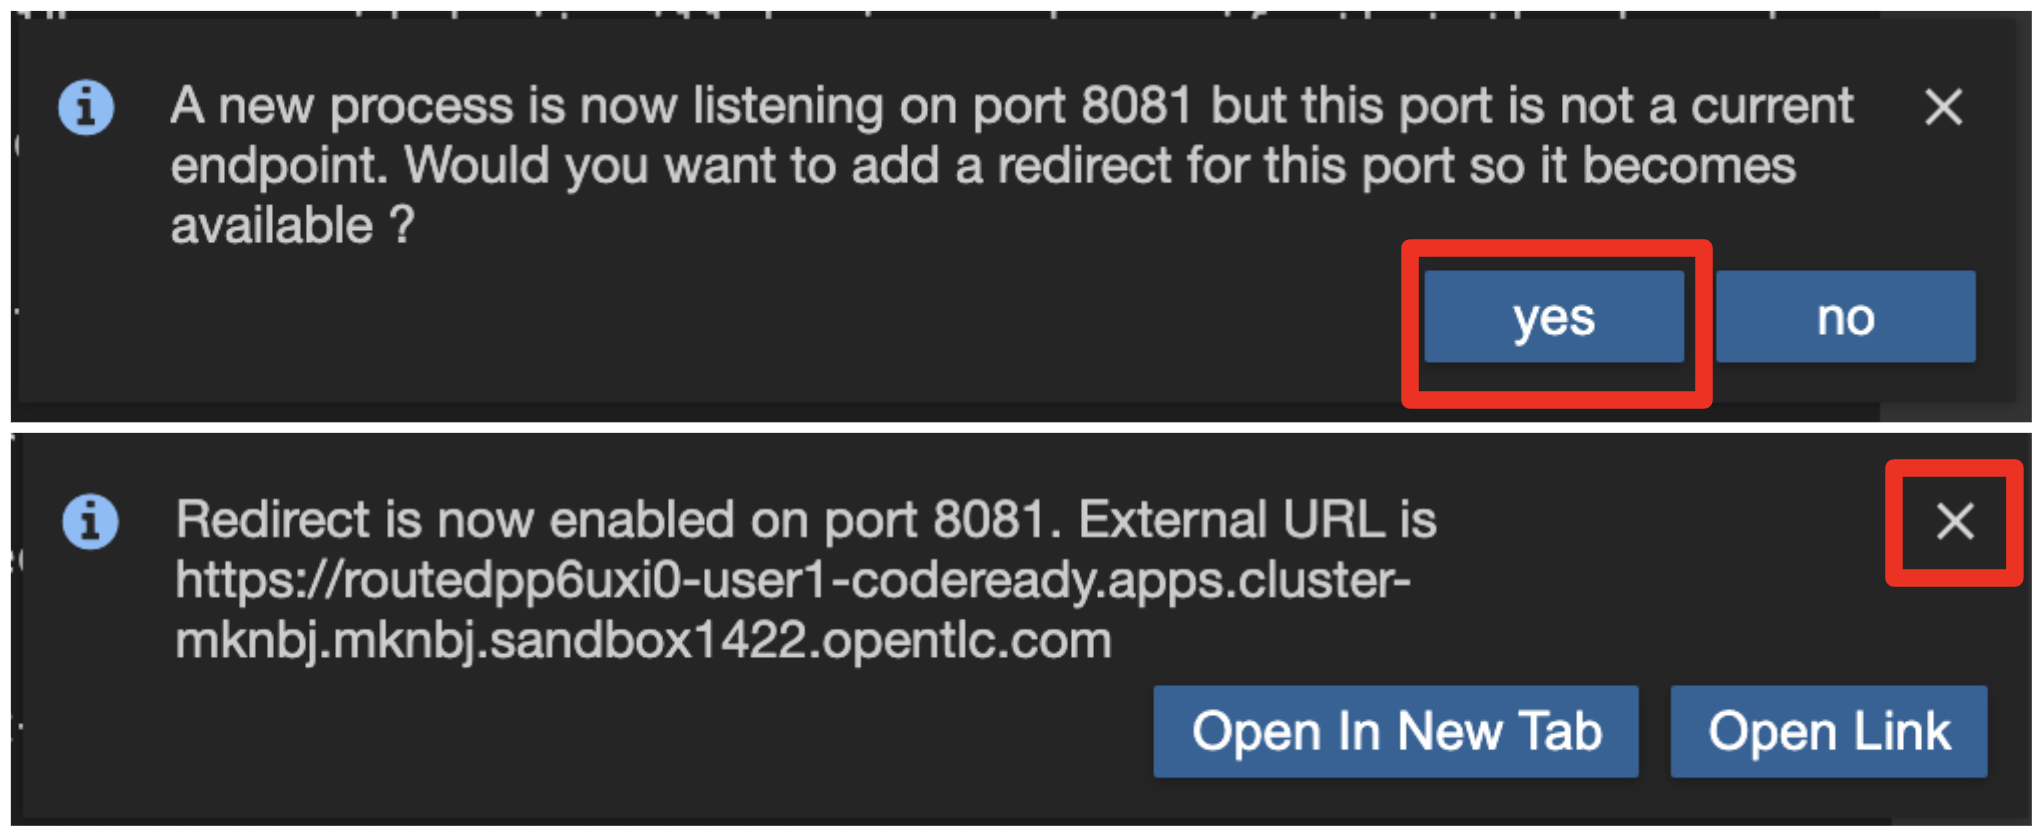 A new process is now listening on port 8081 but this port is not a current
endpoint. Would you want to add a redirect for this port so it becomes
available ?
yes no
Redirect is now enabled on port 8081. External URL is
https://routedpp6uxi0-user1-codeready.apps.cluster-
mknbj.mknbj.sandbox1422.opentlc.com
Open In New Tab Open Link